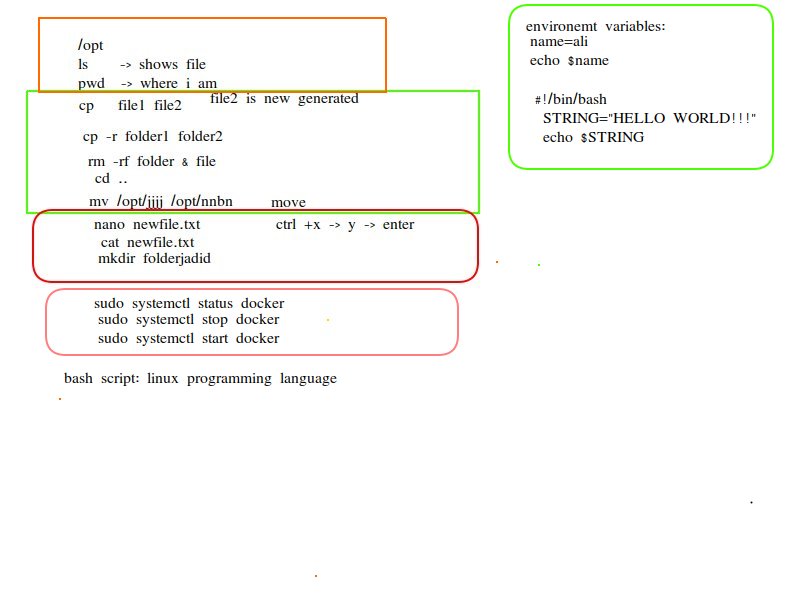 /opt
ls -> shows file
pwd -> where i am
cp file1 file2 file2 is new generated
cp -r folder1 folder2
rm -rf folder & file
cd ..
mv /opt/jjjj /opt/nnbn move
nano newfile.txt ctrl +x -> y -> enter
cat newfile.txt
mkdir folderjadid
sudo systemctl status docker
sudo systemctl stop docker
sudo systemctl start docker
bash script: linux programming language
environemt variables:
name=ali
echo $name
#!/bin/bash
STRING="HELLO WORLD!!!"
echo $STRING